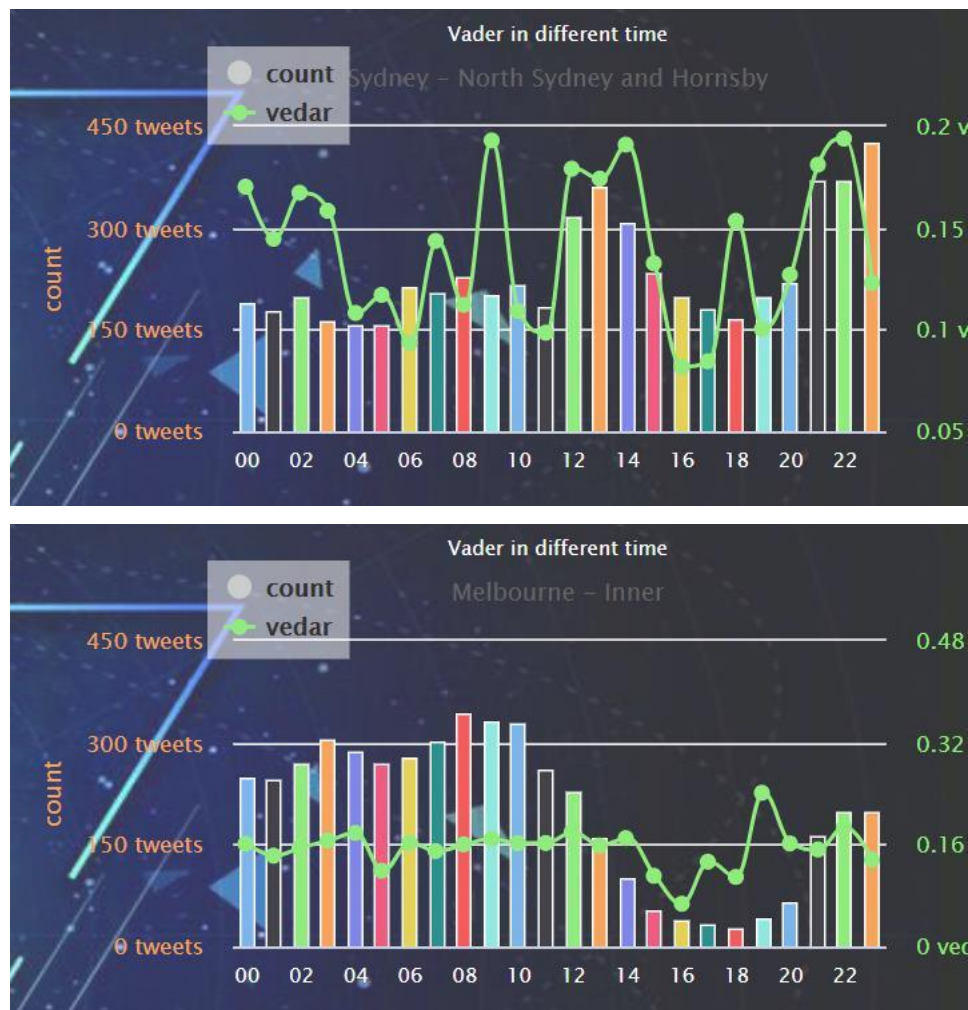 Vader in different time
count
Sydney - North Sydney and Hornsby
vedar
450 tweets
0.2 v
300 tweets
0.15
count
150 tweets
0.1 v
0 tweets
0.05
00 02 04 06 08 10 12 14 16 18 20 22
Vader in different time
count
Melbourne - Inner
vedar
450 tweets
0.48
300 tweets
0.32
count
150 tweets
0.16
0 tweets
0 ved
00 02 04 06 08 10 12 14 16 18 20 22